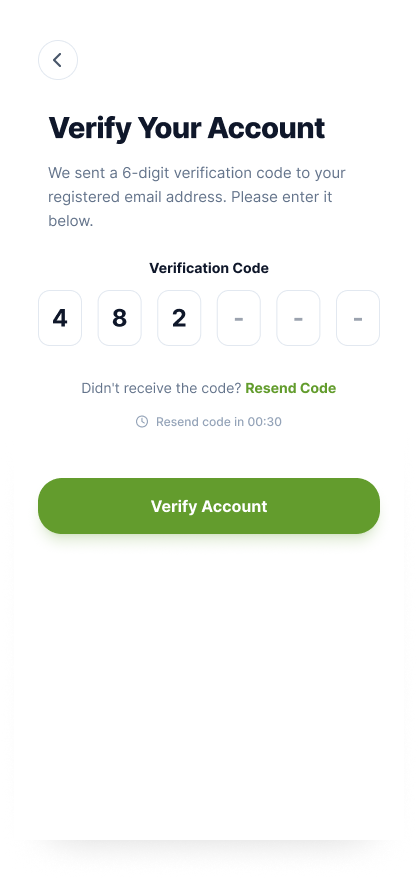 Verify Your Account
We sent a 6-digit verification code to your
registered email address. Please enter it
below.
Verification Code
4 8 2 - - -
Didn't receive the code? Resend Code
Resend code in 00:30
Verify Account